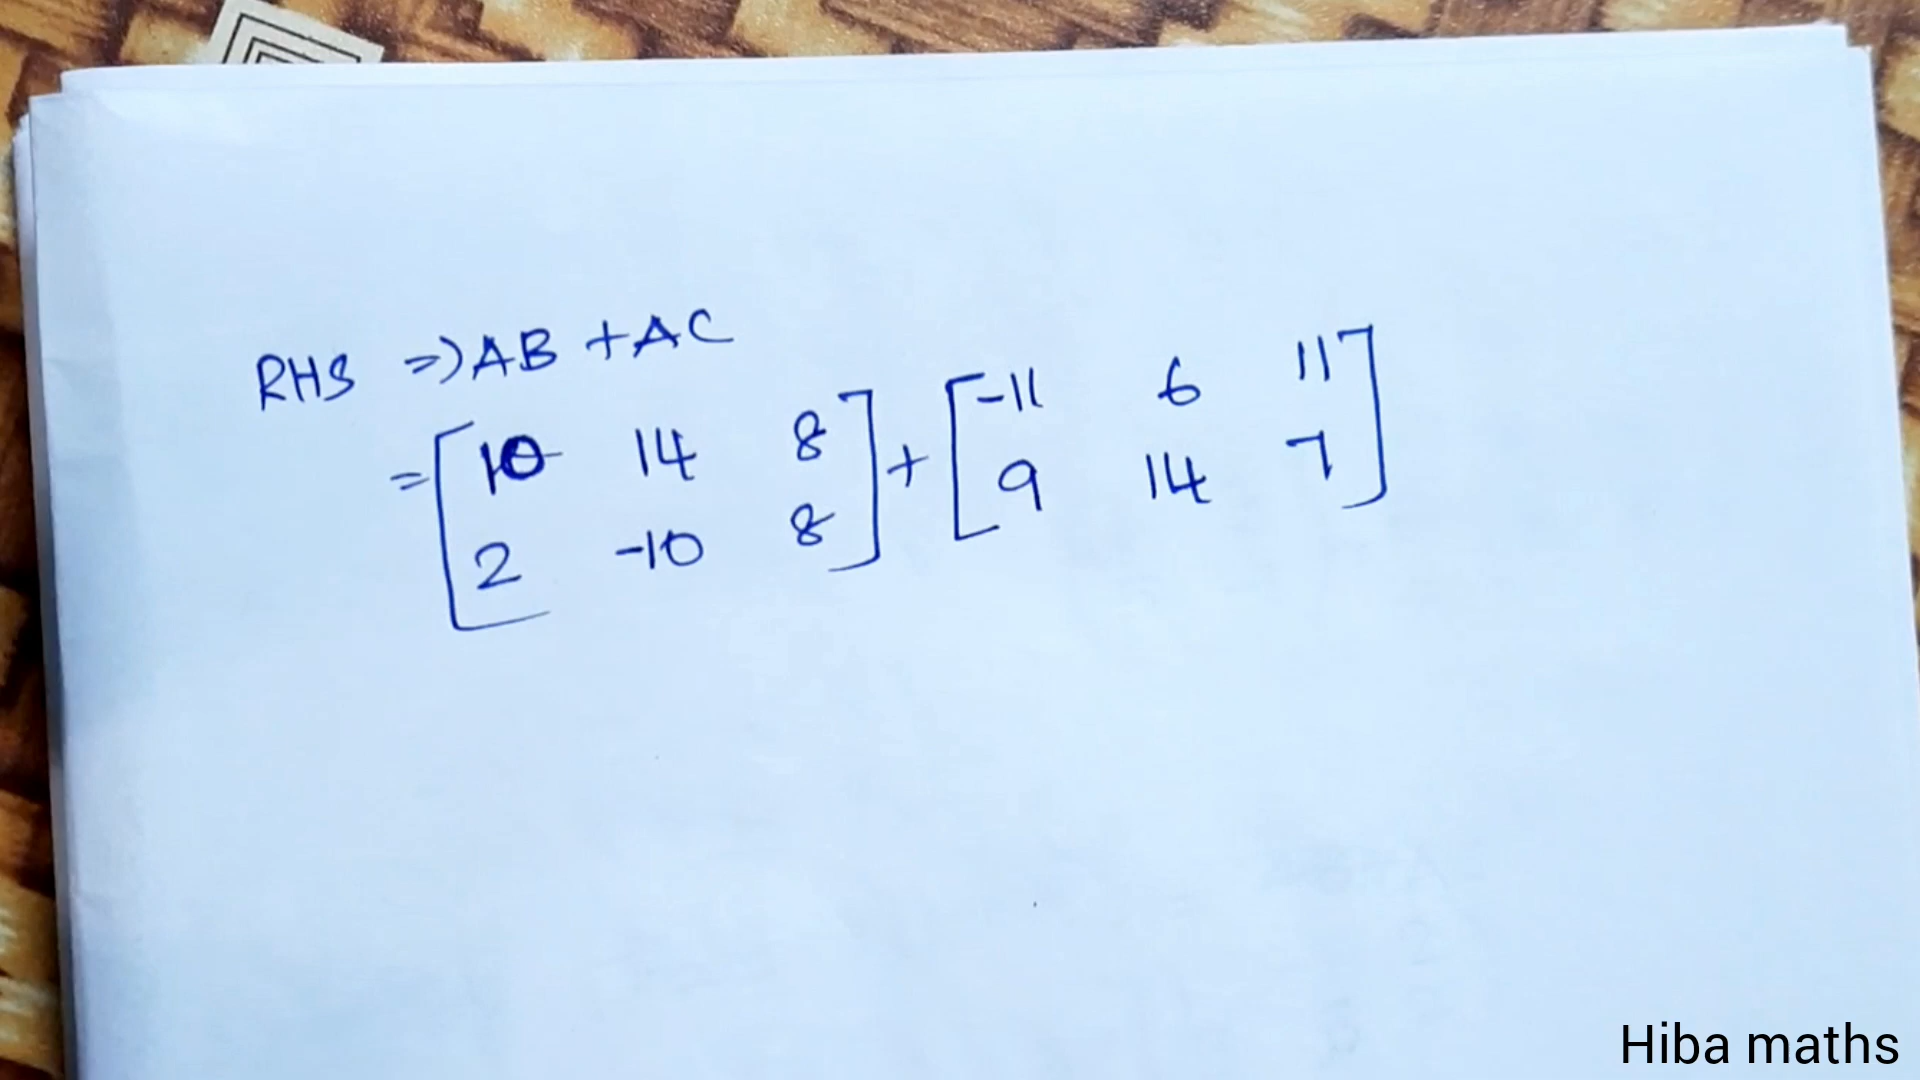 RHS => AB + AC
= [10 14 8] + [-11 6 11]
[2 -10 8] [9 14 7]
Hiba maths